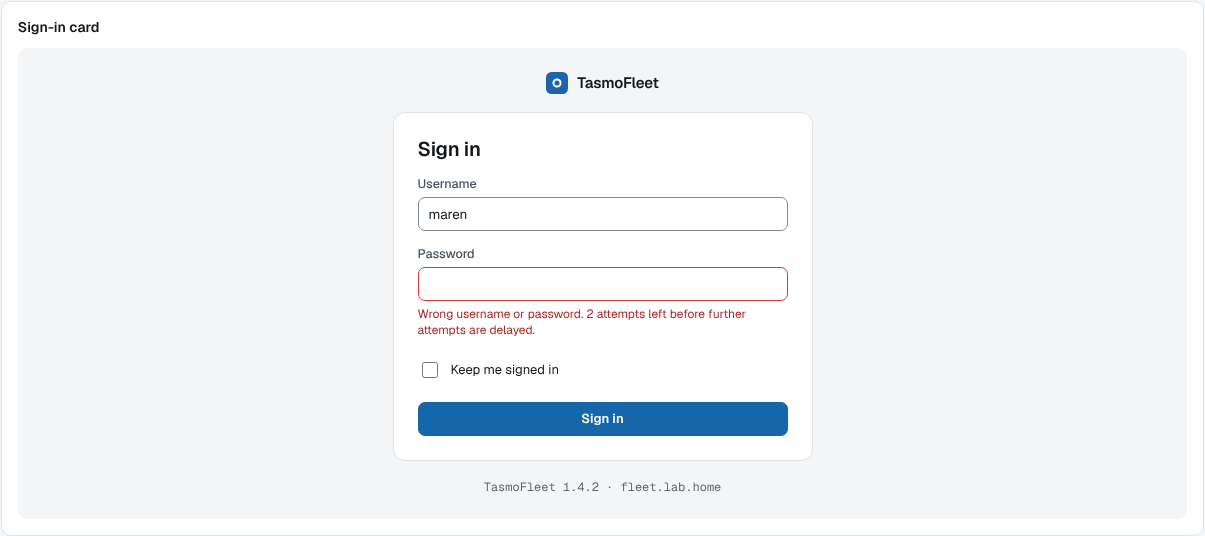 Sign-in card
TasmoFleet
Sign in
Username
maren
Password
Wrong username or password. 2 attempts left before further
attempts are delayed.
Keep me signed in
Sign in
TasmoFleet 1.4.2 · fleet.lab.home